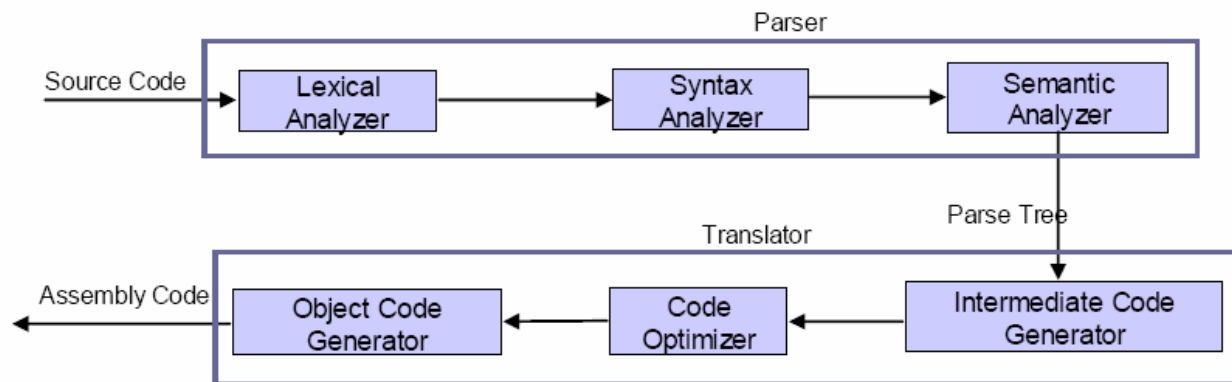 Parser
Source Code
Lexical
Analyzer
Syntax
Analyzer
Semantic
Analyzer
Parse Tree
Translator
Assembly Code
Object Code
Generator
Code
Optimizer
Intermediate Code
Generator